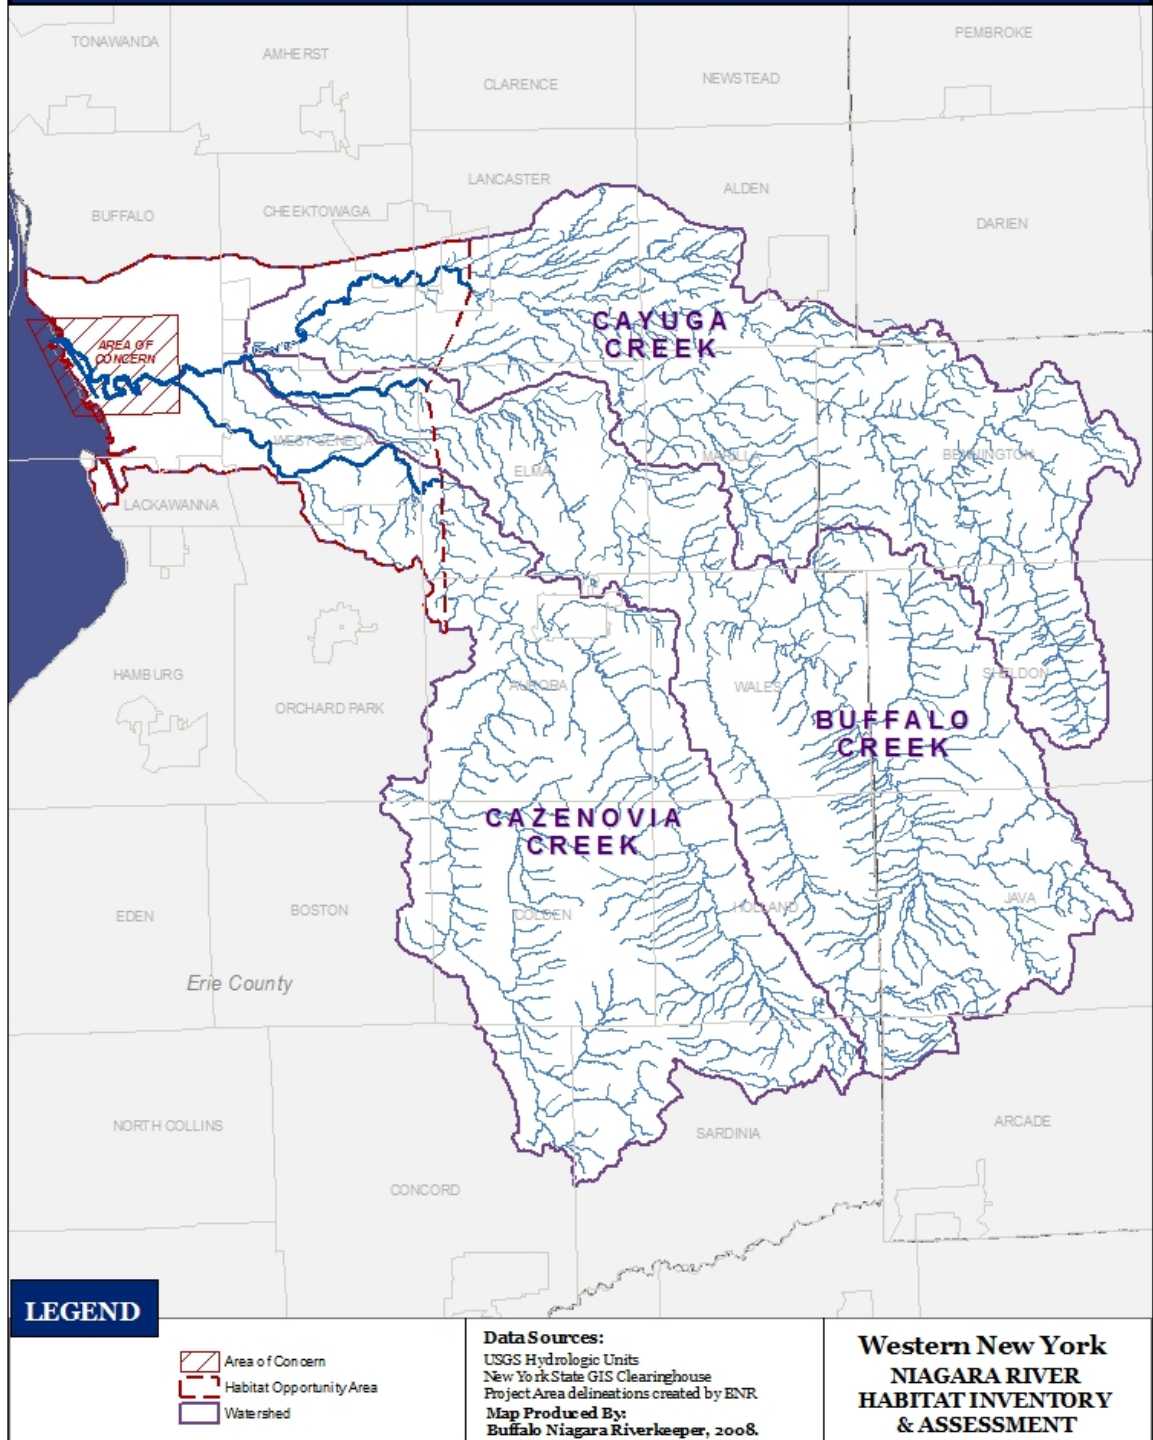 TONAWANDA
AMHERST
CLARENCE
NEWSTEAD
PEMBROKE
LANCASTER
ALDEN
BUFFALO
CHEEKTOWAGA
DARIEN
CAYUGA
CREEK
AREA OF
CONCERN
WEST SENECA
ELMA
MARILLA
BENNINGTON
LACKAWANNA
HAMBURG
ORCHARD PARK
AURORA
WALES
SHELDON
BUFFALO
CREEK
CAZENOVIA
CREEK
EDEN
BOSTON
COLDEN
HOLLAND
JAVA
Erie County
NORTH COLLINS
SARDINIA
ARCADE
CONCORD
LEGEND
Area of Concern
Habitat Opportunity Area
Watershed
Data Sources:
USGS Hydrologic Units
New York State GIS Clearinghouse
Project Area delineations created by BNR
Map Produced By:
Buffalo Niagara Riverkeeper, 2008.
Western New York
NIAGARA RIVER
HABITAT INVENTORY
& ASSESSMENT